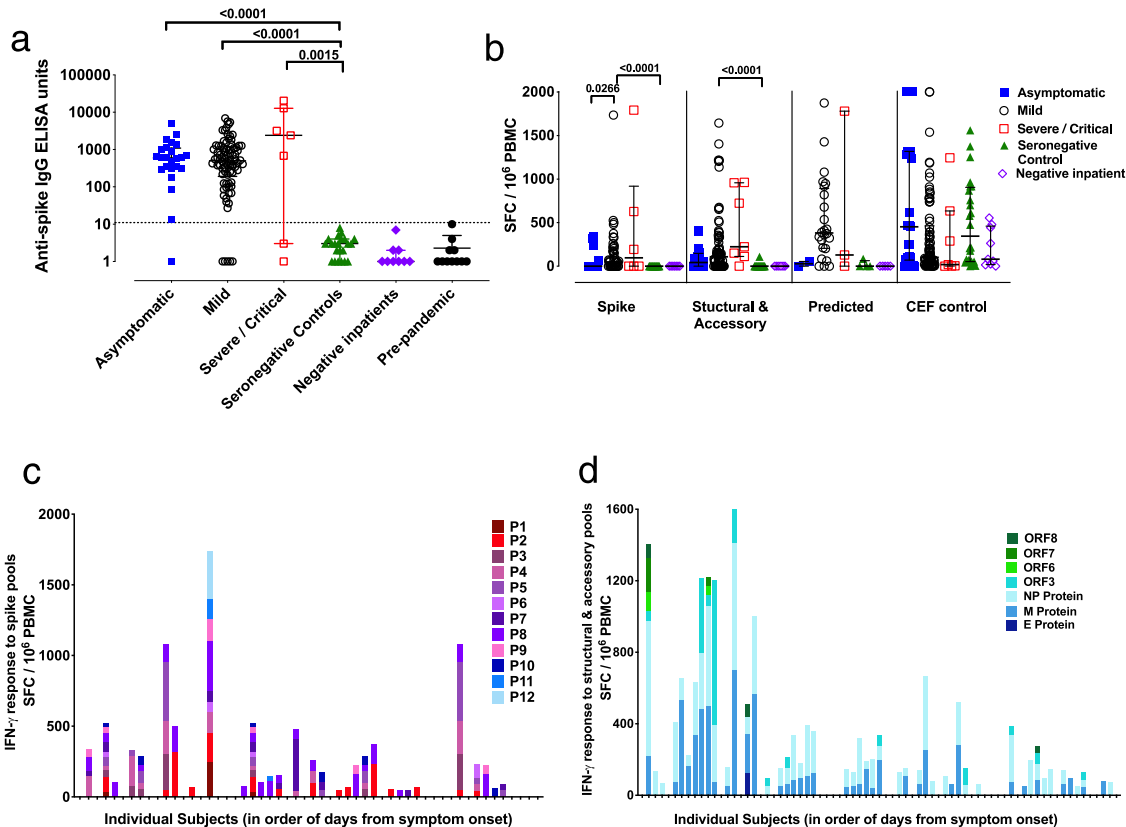 a
<0.0001
<0.0001
0.0015
Anti-spike IgG ELISA units
100000
10000
1000
100
10
1
Asymptomatic
Mild
Severe / Critical
Seronegative Controls
Negative inpatients
Pre-pandemic
b
<0.0001
0.0266
<0.0001
SFC / 10⁶ PBMC
2000
1500
1000
500
0
Spike
Stuctural &
Accessory
Predicted
CEF control
Asymptomatic
Mild
Severe / Critical
Seronegative
Control
Negative inpatient
c
IFN-γ response to spike pools
SFC / 10⁶ PBMC
2000
1500
1000
500
0
P1
P2
P3
P4
P5
P6
P7
P8
P9
P10
P11
P12
Individual Subjects (in order of days from symptom onset)
d
IFN-γ response to structural & accessory pools
SFC / 10⁶ PBMC
1600
1200
800
400
0
ORF8
ORF7
ORF6
ORF3
NP Protein
M Protein
E Protein
Individual Subjects (in order of days from symptom onset)